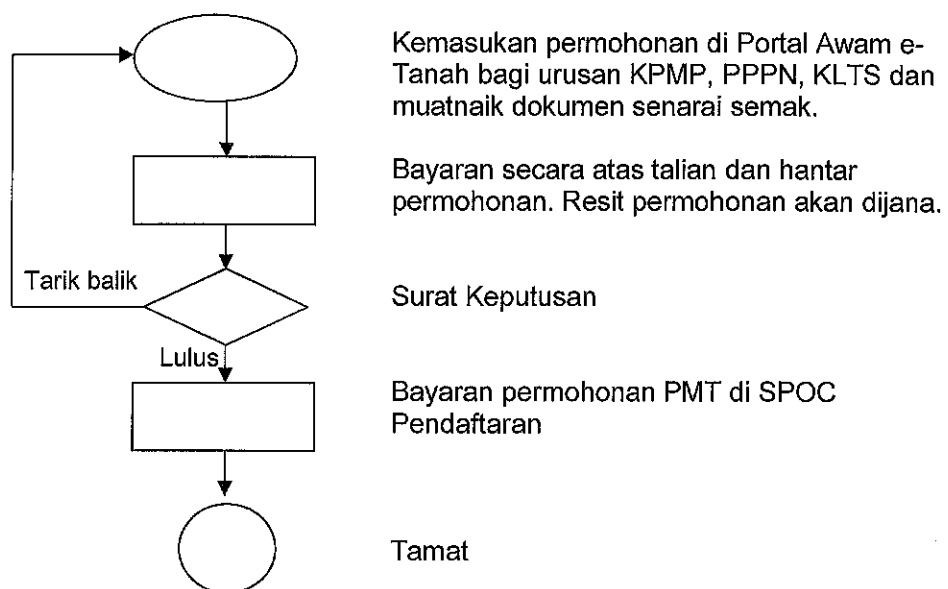 Kemasukan permohonan di Portal Awam e-
Tanah bagi urusan KPMP, PPPN, KLTS dan
muatnaik dokumen senarai semak.
Bayaran secara atas talian dan hantar
permohonan. Resit permohonan akan dijana.
Tarik balik
Surat Keputusan
Lulus
Bayaran permohonan PMT di SPOC
Pendaftaran
Tamat